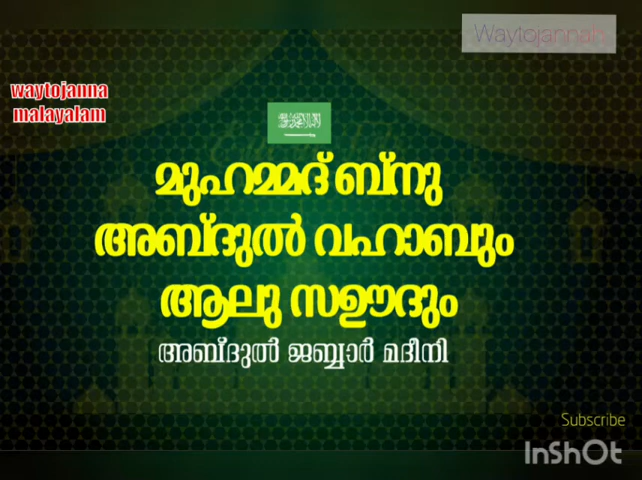 Waytojannah
waytojanna
malayalam
മുഹമ്മദ് ബ്നു
അബ്ദുൽ വഹാബും
ആലു സഊദും
അബ്ദുൽ ജബ്ബാർ മദീനി
Subscribe
InShOt